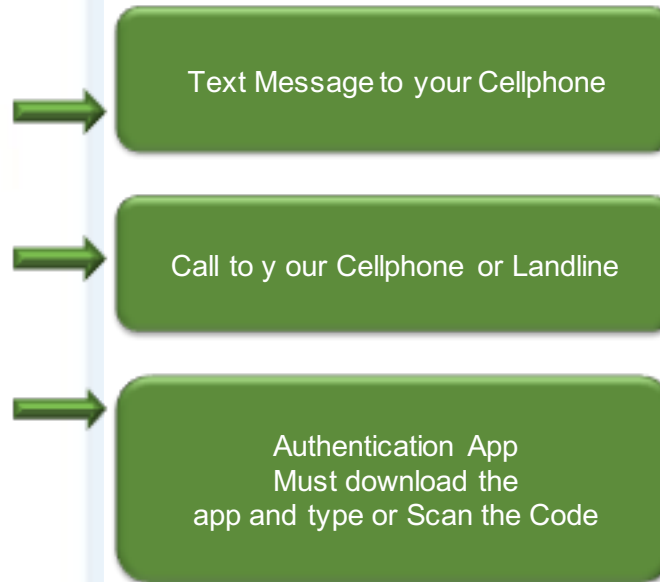 Text Message to your Cellphone
Call to y our Cellphone or Landline
Authentication App
Must download the
app and type or Scan the Code